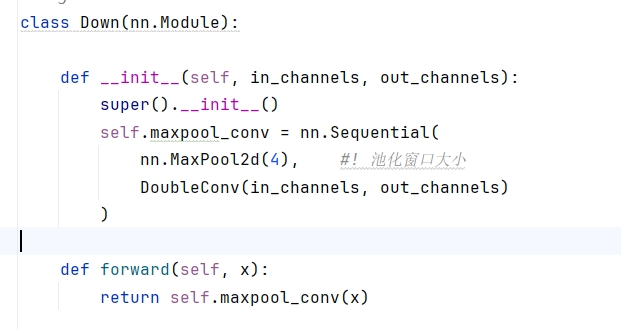 class Down(nn.Module):
    def __init__(self, in_channels, out_channels):
        super().__init__()
        self.maxpool_conv = nn.Sequential(
            nn.MaxPool2d(4),    #! 池化窗口大小
            DoubleConv(in_channels, out_channels)
        )
    def forward(self, x):
        return self.maxpool_conv(x)